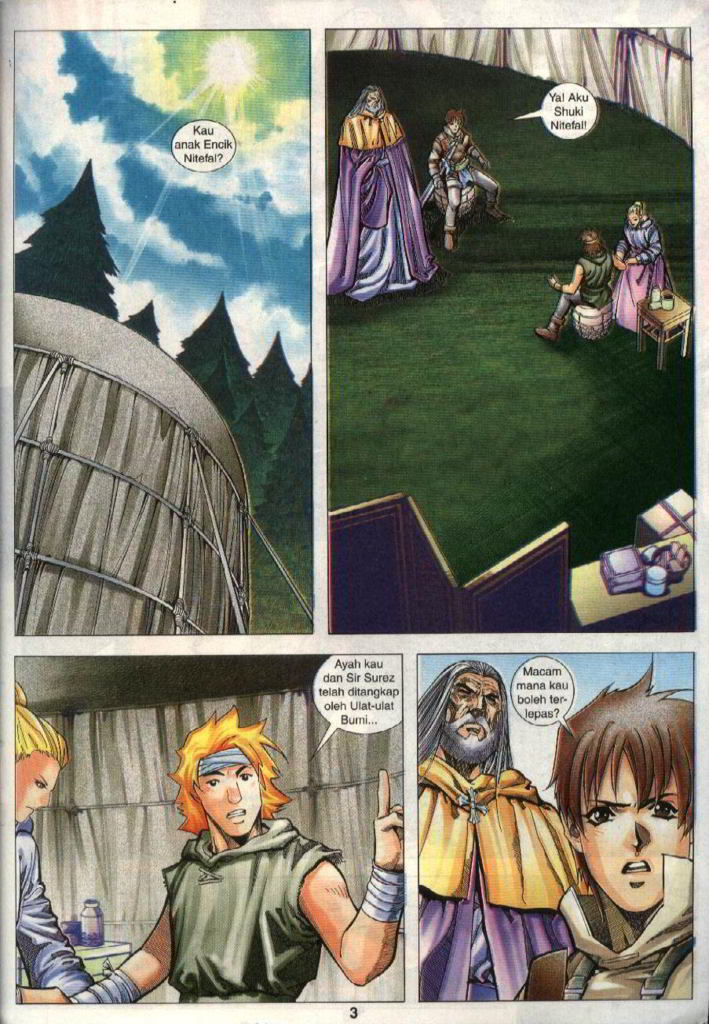 Kau
anak Encik
Nitefal?
Ya! Aku
Shuki
Nitefal!
Ayah kau
dan Sir Surez
telah ditangkap
oleh Ulat-ulat
Bumi...
Macam
mana kau
boleh ter-
lepas?
3